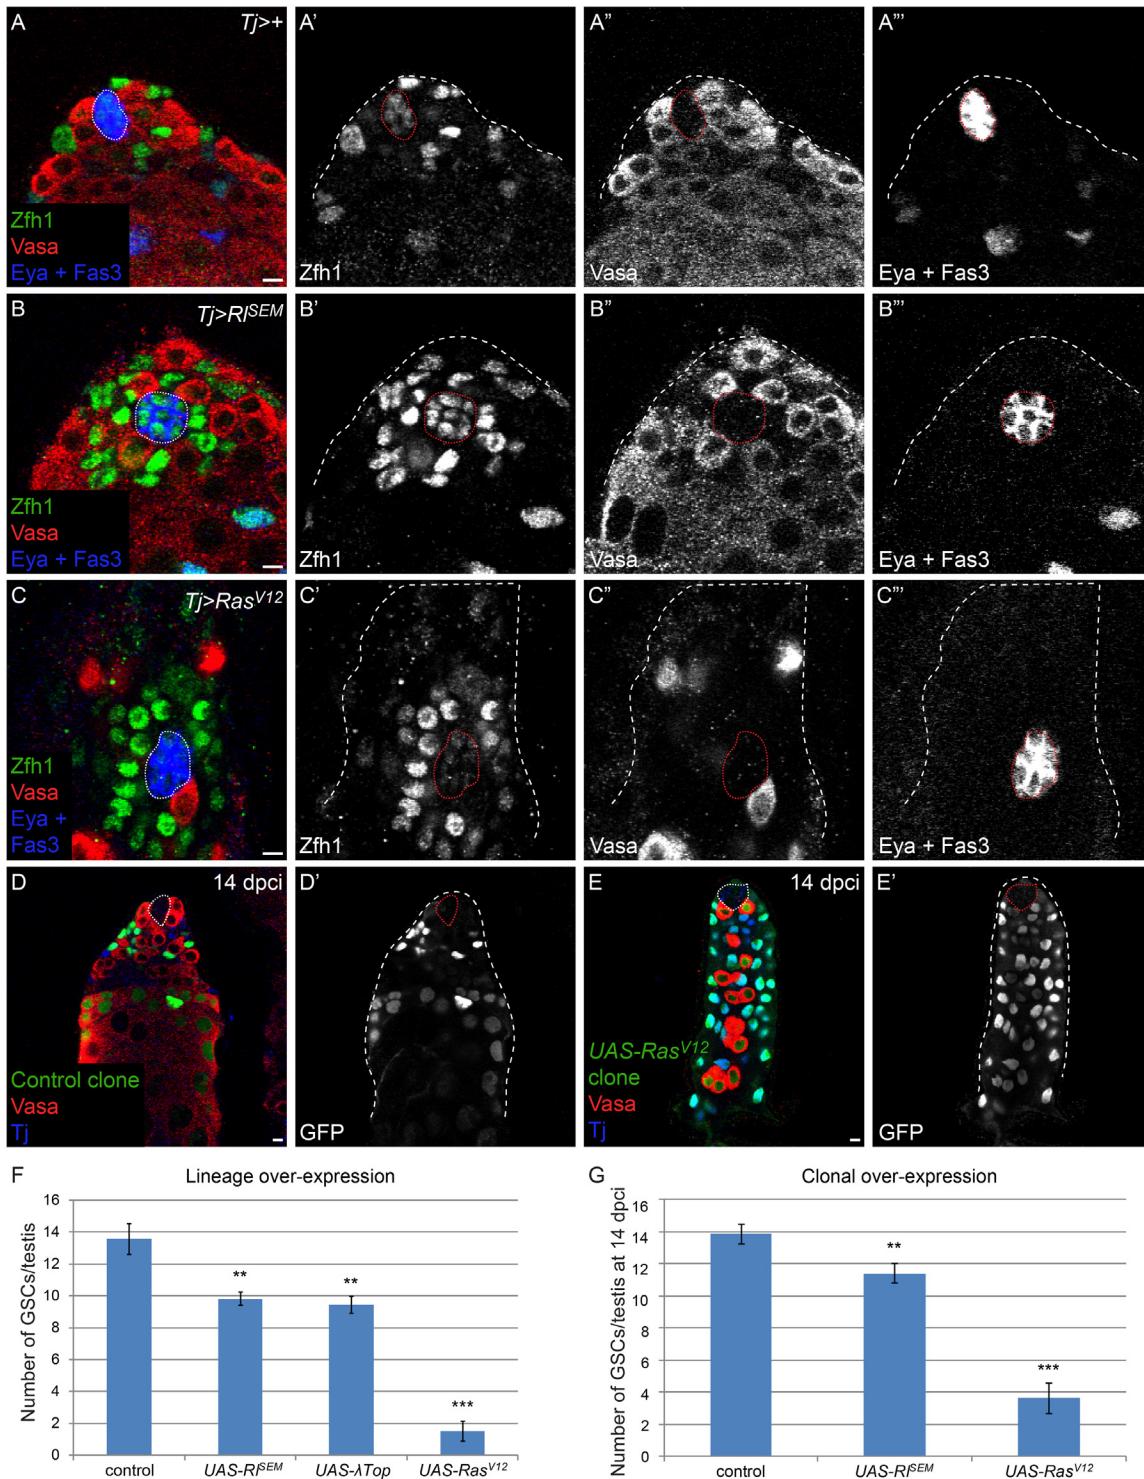 A
Tj>+
Zfh1
Vasa
Eya + Fas3
A'
Zfh1
A"
Vasa
A"'
Eya + Fas3
B
Tj>Rl^SEM
Zfh1
Vasa
Eya + Fas3
B'
Zfh1
B"
Vasa
B"'
Eya + Fas3
C
Tj>Ras^V12
Zfh1
Vasa
Eya +
Fas3
C'
Zfh1
C"
Vasa
C"'
Eya + Fas3
D
14 dpci
Control clone
Vasa
Tj
D'
GFP
E
14 dpci
UAS-Ras^V12
clone
Vasa
Tj
E'
GFP
F
Lineage over-expression
Number of GSCs/testis
16
14
12
10
8
6
4
2
0
**
**
***
control
UAS-Rl^SEM
UAS-λTop
UAS-Ras^V12
G
Clonal over-expression
Number of GSCs/testis at 14 dpci
16
14
12
10
8
6
4
2
0
**
***
control
UAS-Rl^SEM
UAS-Ras^V12